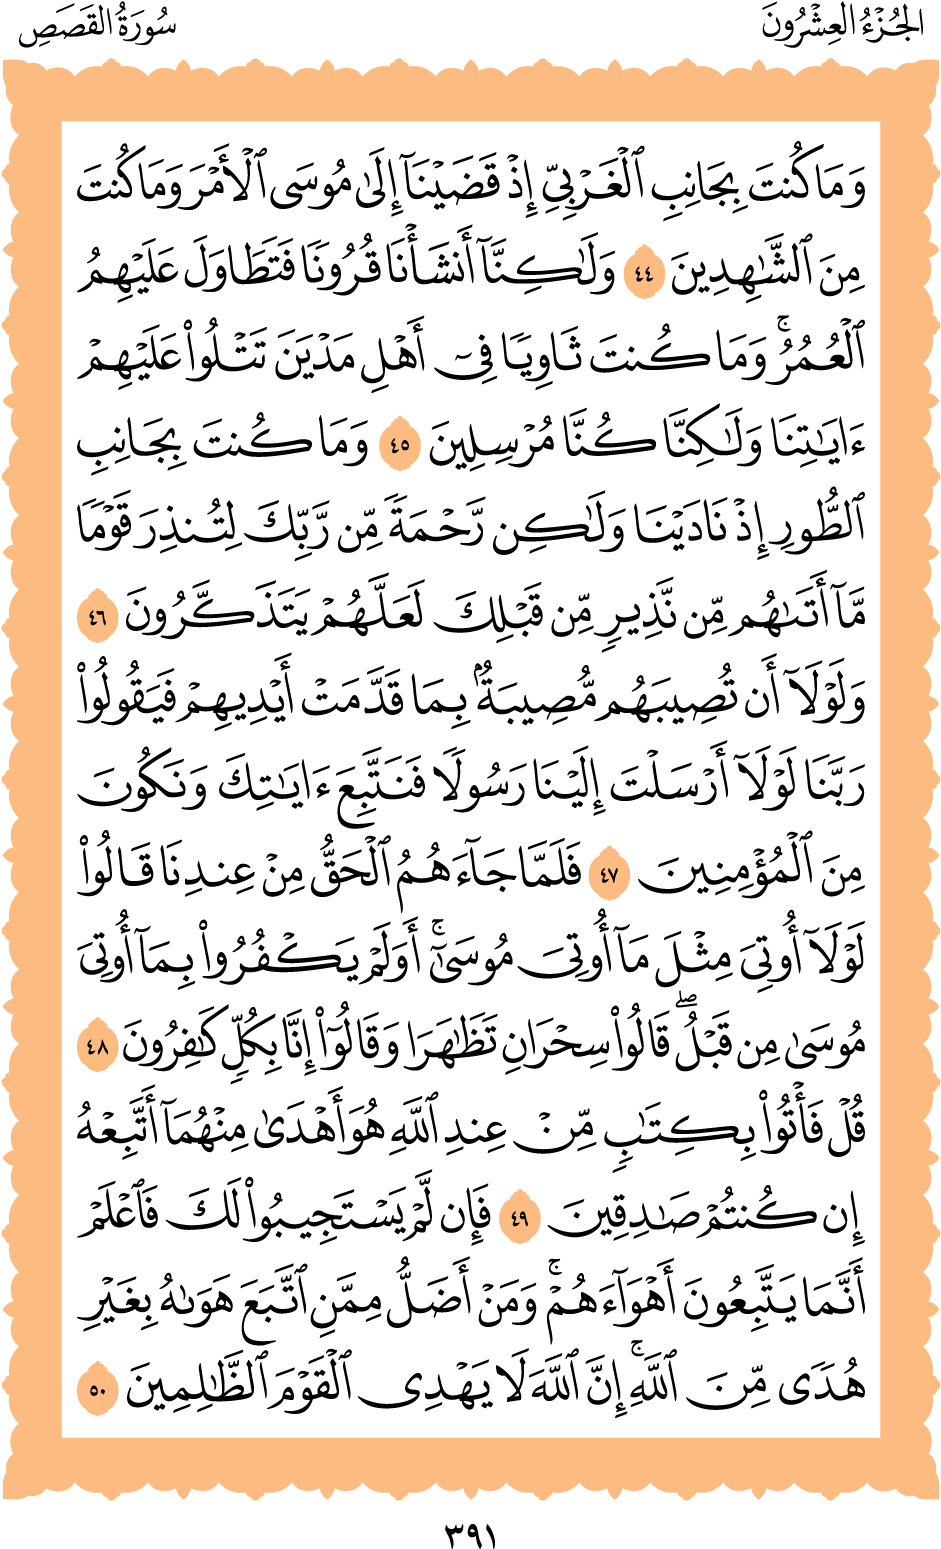 الجُزْءُ العِشْرُونَ
سُورَةُ القَصَصِ
وَمَا كُنتَ بِجَانِبِ ٱلْغَرْبِىِّ إِذْ قَضَيْنَآ إِلَىٰ مُوسَى ٱلْأَمْرَ وَمَا كُنتَ
مِنَ ٱلشَّـٰهِدِينَ ٤٤ وَلَـٰكِنَّآ أَنشَأْنَا قُرُونًا فَتَطَاوَلَ عَلَيْهِمُ
ٱلْعُمُرُ ۚ وَمَا كُنتَ ثَاوِيًا فِىٓ أَهْلِ مَدْيَنَ تَتْلُوا۟ عَلَيْهِمْ
ءَايَـٰتِنَا وَلَـٰكِنَّا كُنَّا مُرْسِلِينَ ٤٥ وَمَا كُنتَ بِجَانِبِ
ٱلطُّورِ إِذْ نَادَيْنَا وَلَـٰكِن رَّحْمَةً مِّن رَّبِّكَ لِتُنذِرَ قَوْمًا
مَّآ أَتَىٰهُم مِّن نَّذِيرٍ مِّن قَبْلِكَ لَعَلَّهُمْ يَتَذَكَّرُونَ ٤٦
وَلَوْلَآ أَن تُصِيبَهُم مُّصِيبَةٌۢ بِمَا قَدَّمَتْ أَيْدِيهِمْ فَيَقُولُوا۟
رَبَّنَا لَوْلَآ أَرْسَلْتَ إِلَيْنَا رَسُولًا فَنَتَّبِعَ ءَايَـٰتِكَ وَنَكُونَ
مِنَ ٱلْمُؤْمِنِينَ ٤٧ فَلَمَّا جَآءَهُمُ ٱلْحَقُّ مِنْ عِندِنَا قَالُوا۟
لَوْلَآ أُوتِىَ مِثْلَ مَآ أُوتِىَ مُوسَىٰٓ ۚ أَوَلَمْ يَكْفُرُوا۟ بِمَآ أُوتِىَ
مُوسَىٰ مِن قَبْلُ ۖ قَالُوا۟ سِحْرَانِ تَظَـٰهَرَا وَقَالُوٓا۟ إِنَّا بِكُلٍّ كَـٰفِرُونَ ٤٨
قُلْ فَأْتُوا۟ بِكِتَـٰبٍ مِّنْ عِندِ ٱللَّهِ هُوَ أَهْدَىٰ مِنْهُمَآ أَتَّبِعْهُ
إِن كُنتُمْ صَـٰدِقِينَ ٤٩ فَإِن لَّمْ يَسْتَجِيبُوا۟ لَكَ فَٱعْلَمْ
أَنَّمَا يَتَّبِعُونَ أَهْوَآءَهُمْ ۚ وَمَنْ أَضَلُّ مِمَّنِ ٱتَّبَعَ هَوَىٰهُ بِغَيْرِ
هُدًى مِّنَ ٱللَّهِ ۚ إِنَّ ٱللَّهَ لَا يَهْدِى ٱلْقَوْمَ ٱلظَّـٰلِمِينَ ٥٠
٣٩١